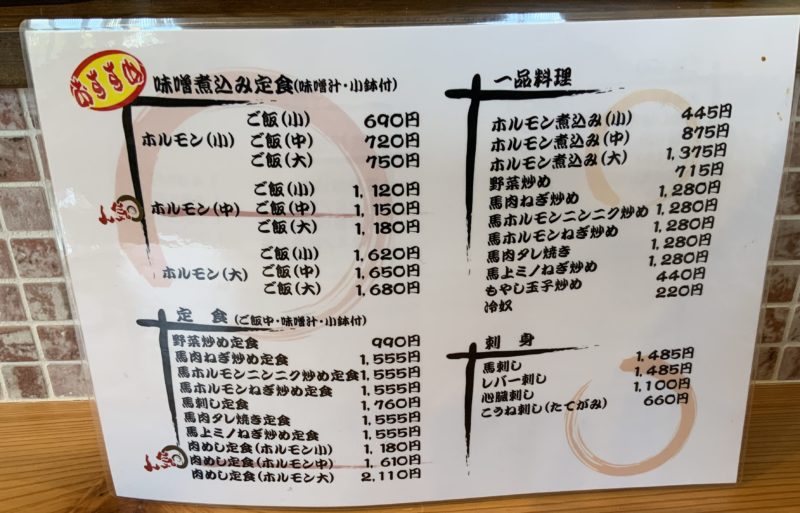 おすすめ
味噌煮込み定食(味噌汁・小鉢付)
ご飯(小) 690円
ホルモン(小) ご飯(中) 720円
ご飯(大) 750円
ご飯(小) 1,120円
ホルモン(中) ご飯(中) 1,150円
ご飯(大) 1,180円
ご飯(小) 1,620円
ホルモン(大) ご飯(中) 1,650円
ご飯(大) 1,680円
定食(ご飯中・味噌汁・小鉢付)
野菜炒め定食 990円
馬肉ねぎ炒め定食 1,555円
馬ホルモンニンニク炒め定食 1,555円
馬ホルモンねぎ炒め定食 1,555円
馬刺し定食 1,760円
馬肉タレ焼き定食 1,555円
馬上ミノねぎ炒め定食 1,555円
肉めし定食(ホルモン小) 1,180円
肉めし定食(ホルモン中) 1,610円
肉めし定食(ホルモン大) 2,110円
一品料理
ホルモン煮込み(小) 445円
ホルモン煮込み(中) 875円
ホルモン煮込み(大) 1,375円
野菜炒め 715円
馬肉ねぎ炒め 1,280円
馬ホルモンニンニク炒め 1,280円
馬ホルモンねぎ炒め 1,280円
馬肉タレ焼き 1,280円
馬上ミノねぎ炒め 1,280円
もやし玉子炒め 440円
冷奴 220円
刺身
馬刺し 1,485円
レバー刺し 1,485円
心臓刺し 1,100円
こうね刺し(たてがみ) 660円